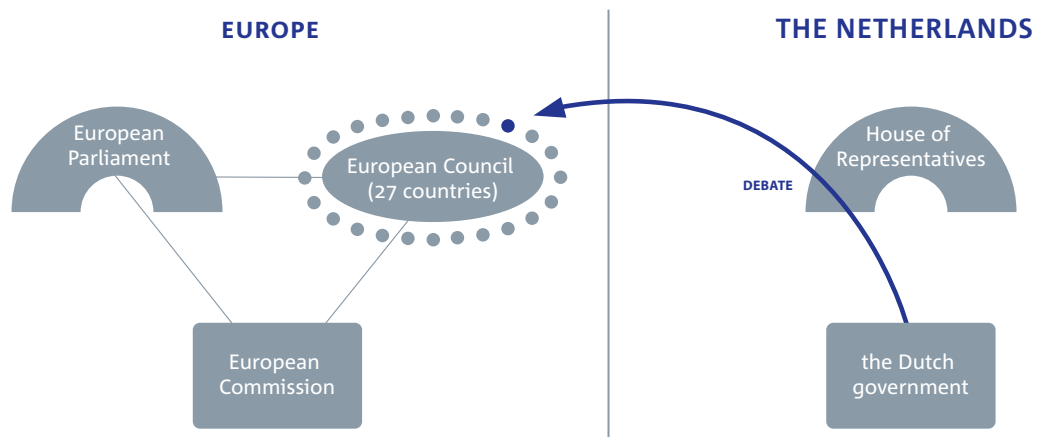 EUROPE
THE NETHERLANDS
European
Parliament
European Council
(27 countries)
House of
Representatives
DEBATE
European
Commission
the Dutch
government